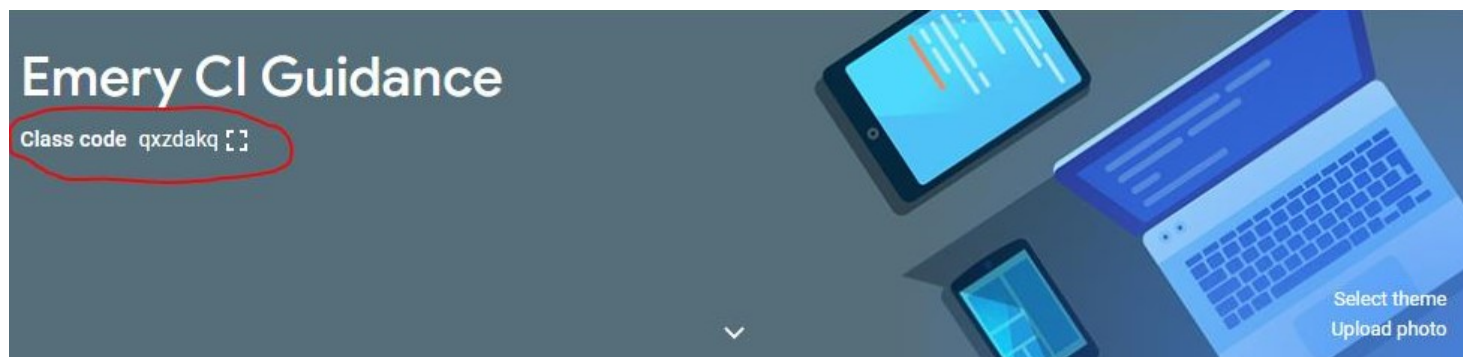 Emery CI Guidance
Class code qxzdakq
Select theme
Upload photo